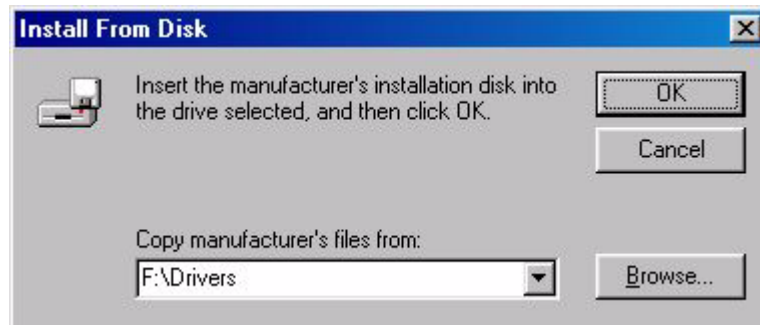 Install From Disk
Insert the manufacturer's installation disk into
the drive selected, and then click OK.
OK
Cancel
Copy manufacturer's files from:
F:\Drivers
Browse...